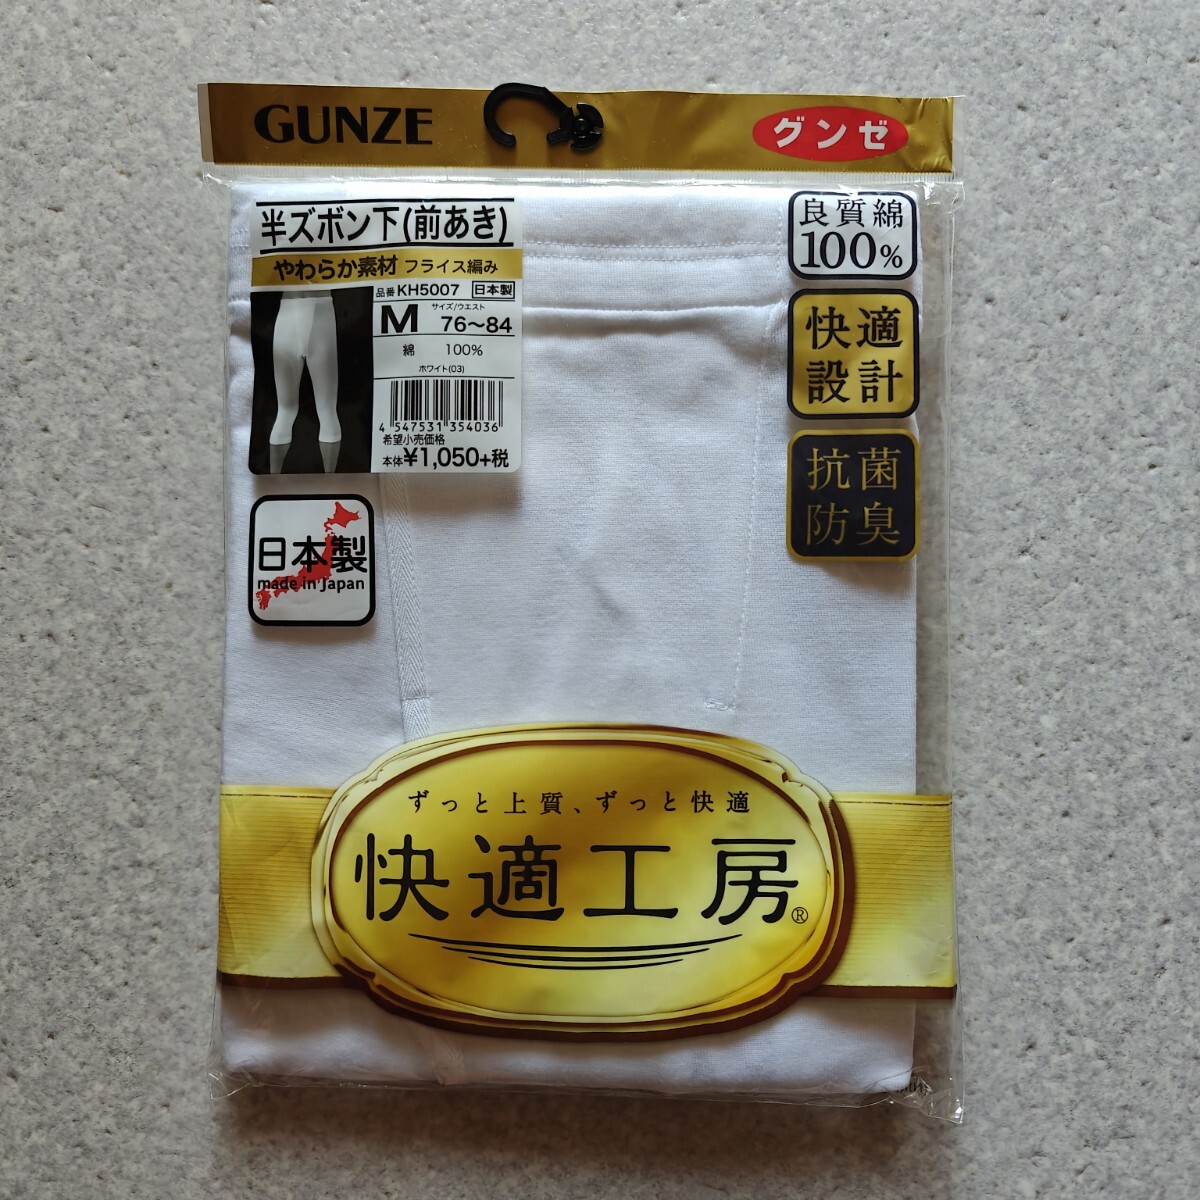 GUNZE
グンゼ
半ズボン下(前あき)
やわらか素材 フライス編み
品番 KH5007 日本製
サイズ/ウエスト
M 76〜84
綿 100%
ホワイト(03)
4 547531 354036
希望小売価格
本体¥1,050+税
良質綿
100%
快適
設計
抗菌
防臭
日本製
made in Japan
ずっと上質、ずっと快適
快適工房®